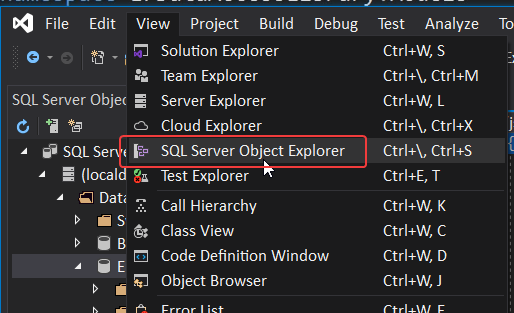 File Edit View Project Build Debug Test Analyze
Solution Explorer Ctrl+W, S
Team Explorer Ctrl+\, Ctrl+M
Server Explorer Ctrl+W, L
SQL Server Objec
Cloud Explorer Ctrl+\, Ctrl+X
SQL Serve
SQL Server Object Explorer Ctrl+\, Ctrl+S
(locald
Test Explorer Ctrl+E, T
Data
Call Hierarchy Ctrl+W, K
S
Class View Ctrl+W, C
B
Code Definition Window Ctrl+W, D
E
Object Browser Ctrl+W, J
Error List